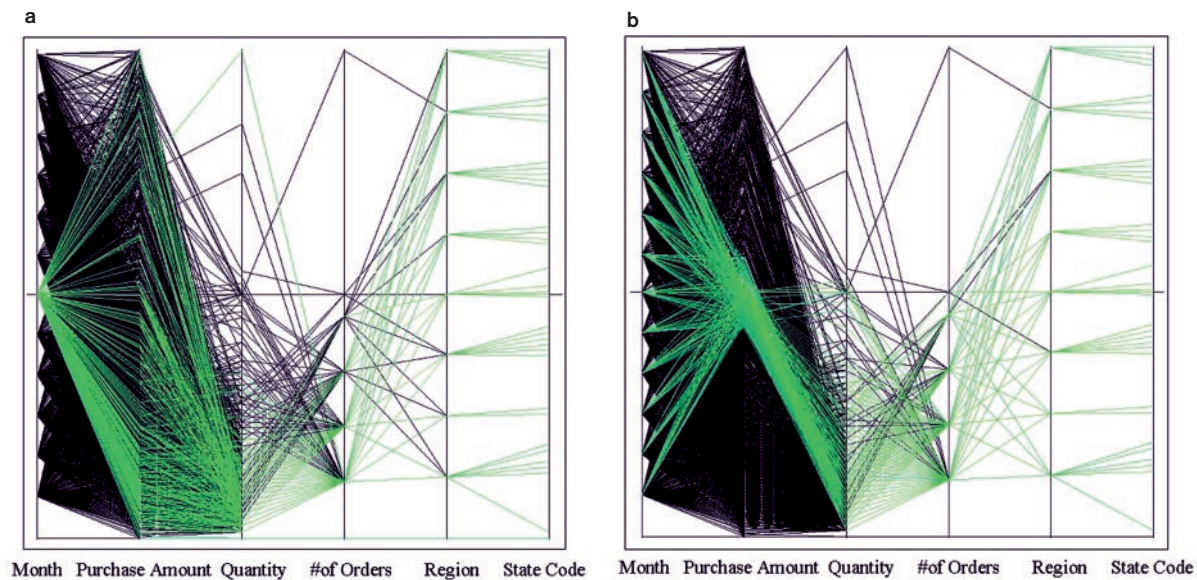 a
b
Month Purchase Amount Quantity #of Orders Region State Code
Month Purchase Amount Quantity #of Orders Region State Code